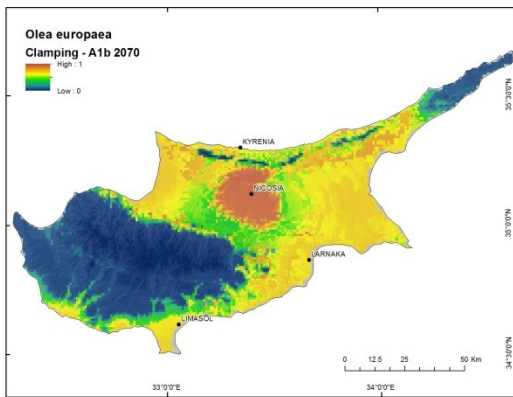 Olea europaea
Clamping - A1b 2070
High : 1
Low : 0
35°30'0"N
KYRENIA
NICOSIA
35°0'0"N
LARNAKA
LIMASOL
34°30'0"N
0 12.5 25 50 Km
33°0'0"E 34°0'0"E